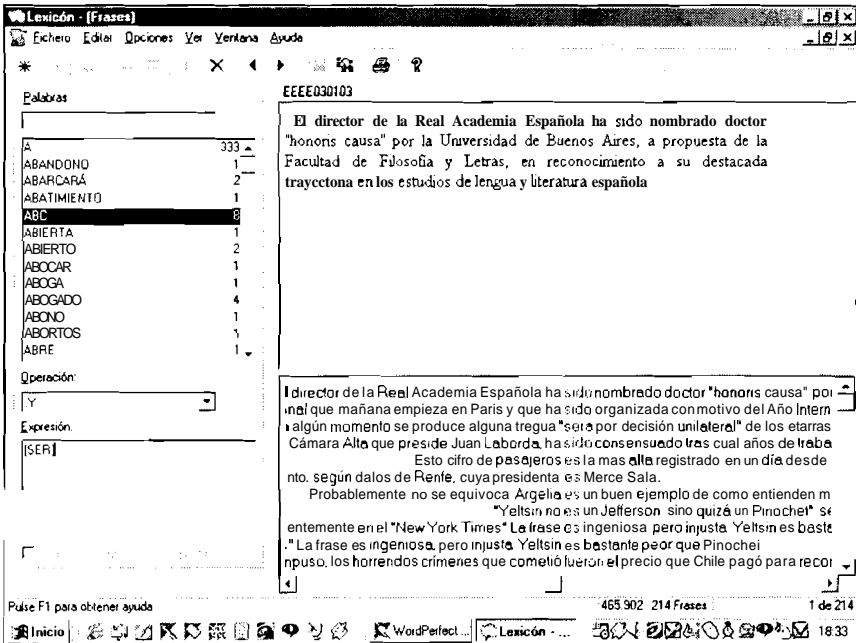 Lexicón - [Frases]
Fichero Editar Opciones Ver Ventana Ayuda
Palabras
A 333
ABANDONO 1
ABARCARÁ 2
ABATIMIENTO 1
ABC 8
ABIERTA 1
ABIERTO 2
ABOCAR 1
ABOGA 1
ABOGADO 4
ABONO 1
ABORTOS 1
ABRE 1
Operación:
Y
Expresión.
[SER]
EEEE030103
El director de la Real Academia Española ha sido nombrado doctor
"honoris causa" por la Universidad de Buenos Aires, a propuesta de la
Facultad de Filosofía y Letras, en reconocimiento a su destacada
trayectona en los estudios de lengua y literatura española
l director de la Real Academia Española ha sido nombrado doctor "honoris causa" por
inal que mañana empieza en Paris y que ha sido organizada con motivo del Año Intern
i algún momento se produce alguna tregua "sera por decisión unilateral" de los etarras
Cámara Alta que preside Juan Laborda, ha sido consensuado tras cual años de traba
Esto cifro de pasajeros es la mas alta registrado en un día desde
nto. según dalos de Renfe, cuya presidenta es Merce Sala.
Probablemente no se equivoca Argelia es un buen ejemplo de como entienden m
"Yeltsin no es un Jefferson sino quizá un Pinochet" se
entemente en el "New York Times" La frase es ingeniosa pero injusta Yeltsin es baste
." La frase es ingeniosa, pero injusta Yeltsin es bastante peor que Pinochei
npuso, los horrendos crímenes que cometió fueron el precio que Chile pagó para recor
Pulse F1 para obtener ayuda 465.902 214 Frases 1 de 214
Inicio WordPerfect ... Lexicón - ... 18:33